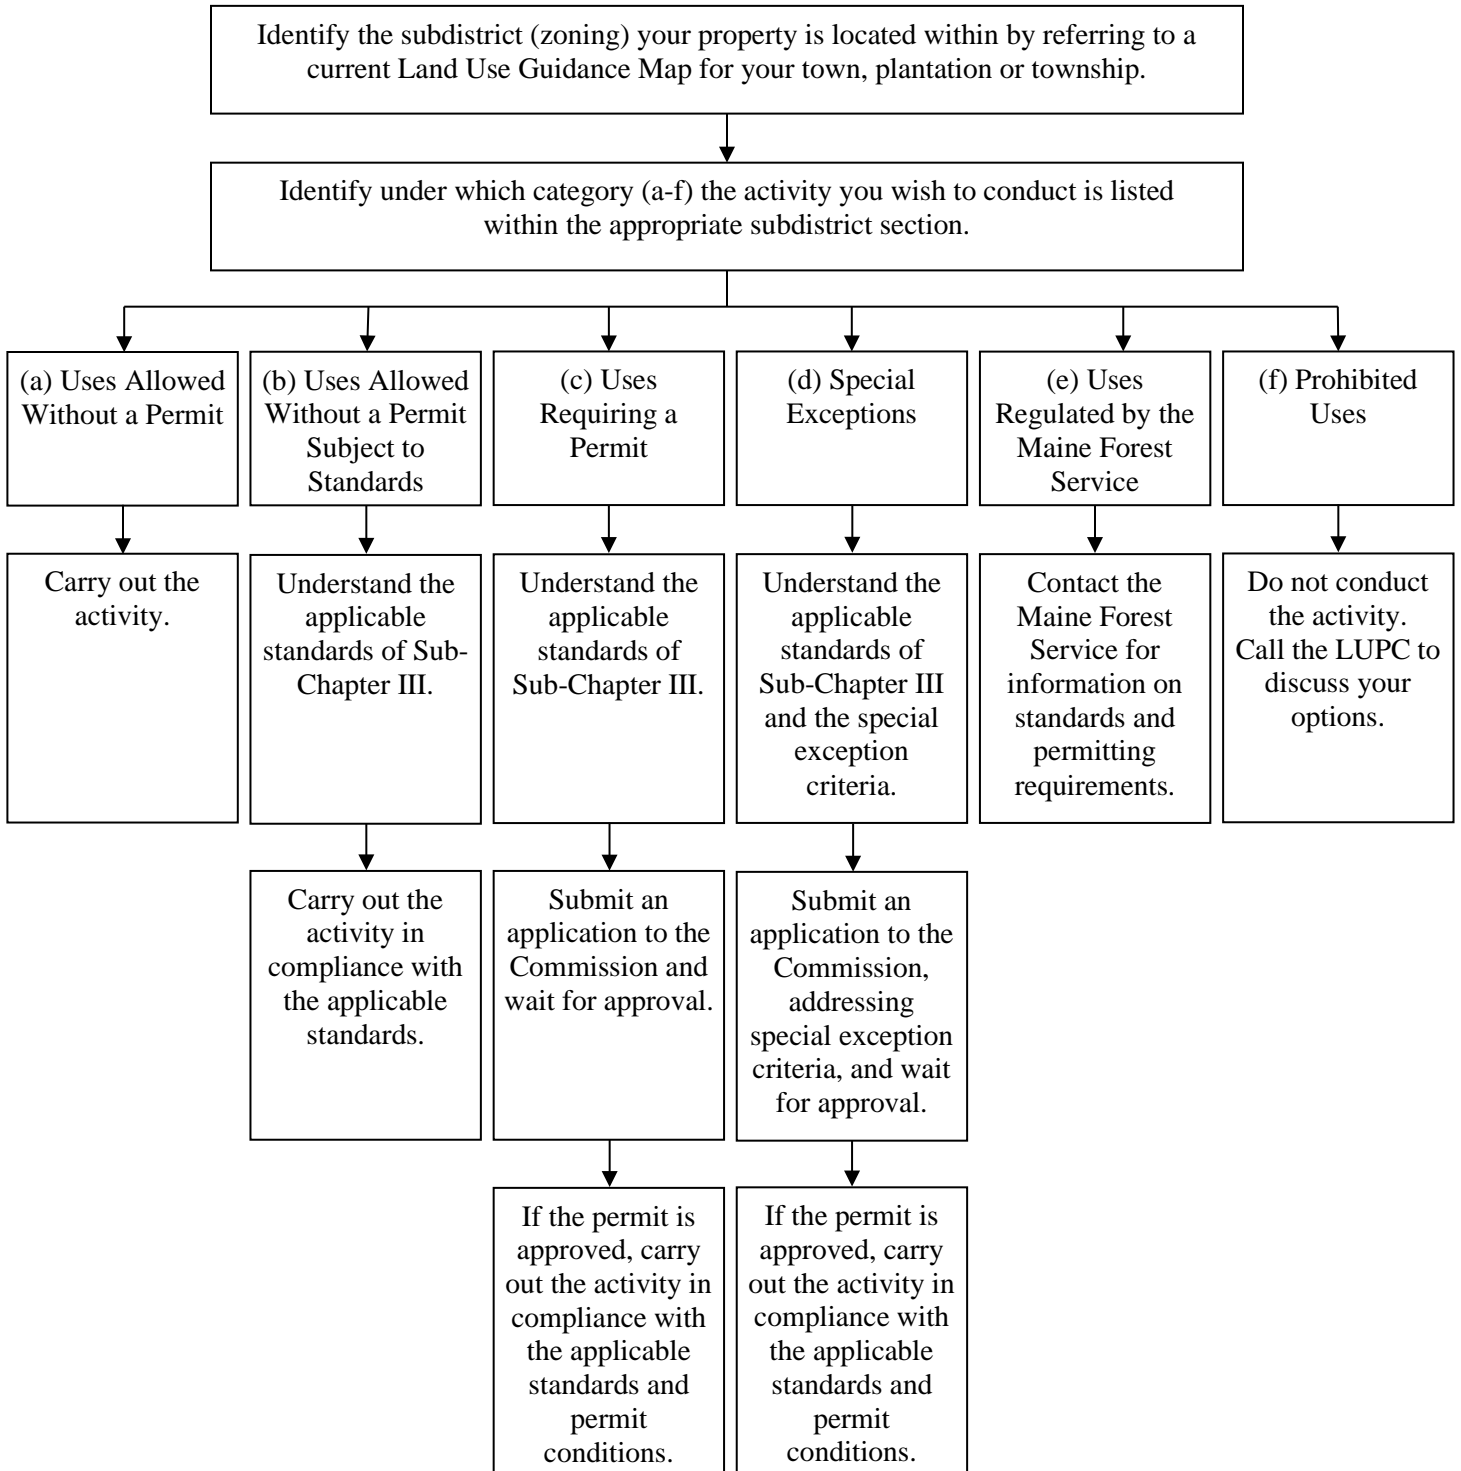 Identify the subdistrict (zoning) your property is located within by referring to a
current Land Use Guidance Map for your town, plantation or township.
Identify under which category (a-f) the activity you wish to conduct is listed
within the appropriate subdistrict section.
(a) Uses Allowed
Without a Permit
(b) Uses Allowed
Without a Permit
Subject to
Standards
(c) Uses
Requiring a
Permit
(d) Special
Exceptions
(e) Uses
Regulated by the
Maine Forest
Service
(f) Prohibited
Uses
Carry out the
activity.
Understand the
applicable
standards of Sub-
Chapter III.
Understand the
applicable
standards of
Sub-Chapter III.
Understand the
applicable
standards of
Sub-Chapter III
and the special
exception
criteria.
Contact the
Maine Forest
Service for
information on
standards and
permitting
requirements.
Do not conduct
the activity.
Call the LUPC to
discuss your
options.
Carry out the
activity in
compliance with
the applicable
standards.
Submit an
application to the
Commission and
wait for approval.
Submit an
application to the
Commission,
addressing
special exception
criteria, and wait
for approval.
If the permit is
approved, carry
out the activity in
compliance with
the applicable
standards and
permit
conditions.
If the permit is
approved, carry
out the activity in
compliance with
the applicable
standards and
permit
conditions.